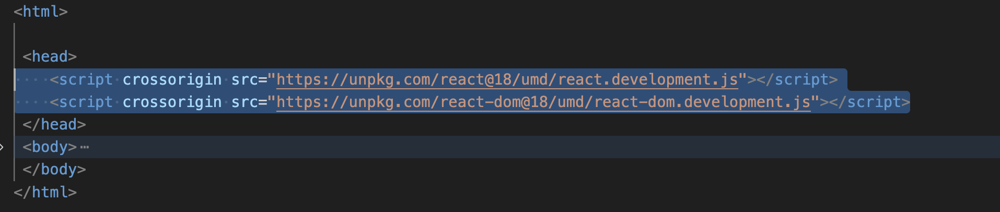 <html>
<head>
<script crossorigin src="https://unpkg.com/react@18/umd/react.development.js"></script>
<script crossorigin src="https://unpkg.com/react-dom@18/umd/react-dom.development.js"></script>
</head>
<body>…
</body>
</html>